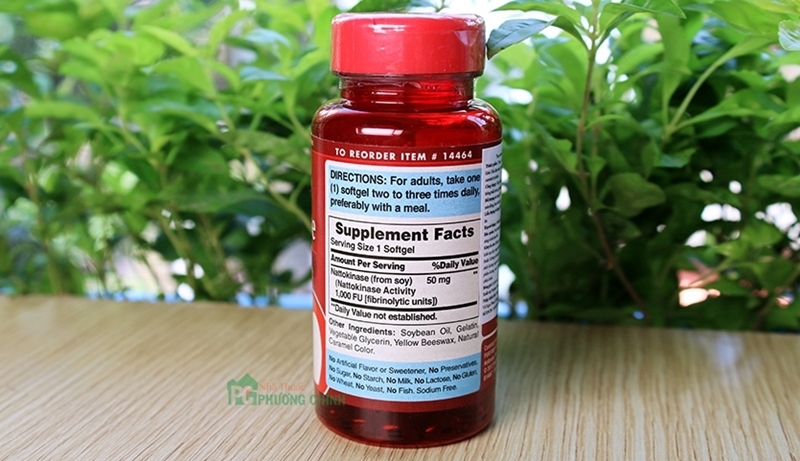 TO REORDER ITEM # 14464
DIRECTIONS: For adults, take one
(1) softgel two to three times daily,
preferably with a meal.
Supplement Facts
Serving Size 1 Softgel
Amount Per Serving %Daily Value
Nattokinase (from soy) 50 mg **
(Nattokinase Activity
1,000 FU [fibrinolytic units])
**Daily Value not established.
Other Ingredients: Soybean Oil, Gelatin,
Vegetable Glycerin, Yellow Beeswax, Natural
Caramel Color.
No Artificial Flavor or Sweetener, No Preservatives,
No Sugar, No Starch, No Milk, No Lactose, No Gluten,
No Wheat, No Yeast, No Fish. Sodium Free.
PHƯƠNG CHINH